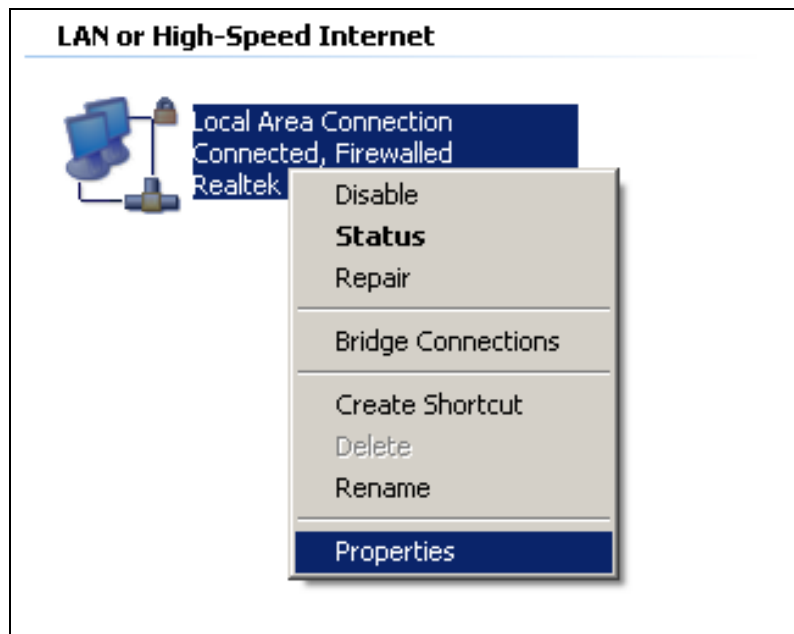 LAN or High-Speed Internet
Local Area Connection
Connected, Firewalled
Realtek
Disable
Status
Repair
Bridge Connections
Create Shortcut
Delete
Rename
Properties